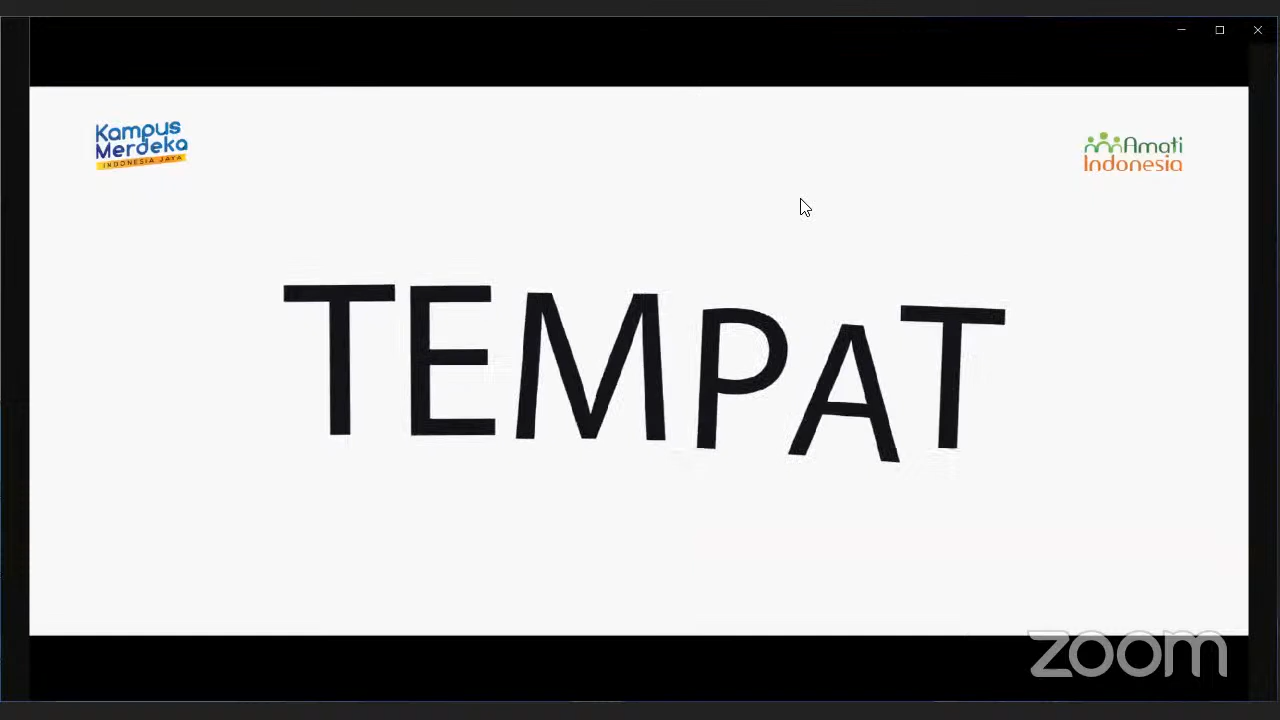 Kampus
Merdeka
INDONESIA JAYA
Amati
Indonesia
TEMPAT
zoom